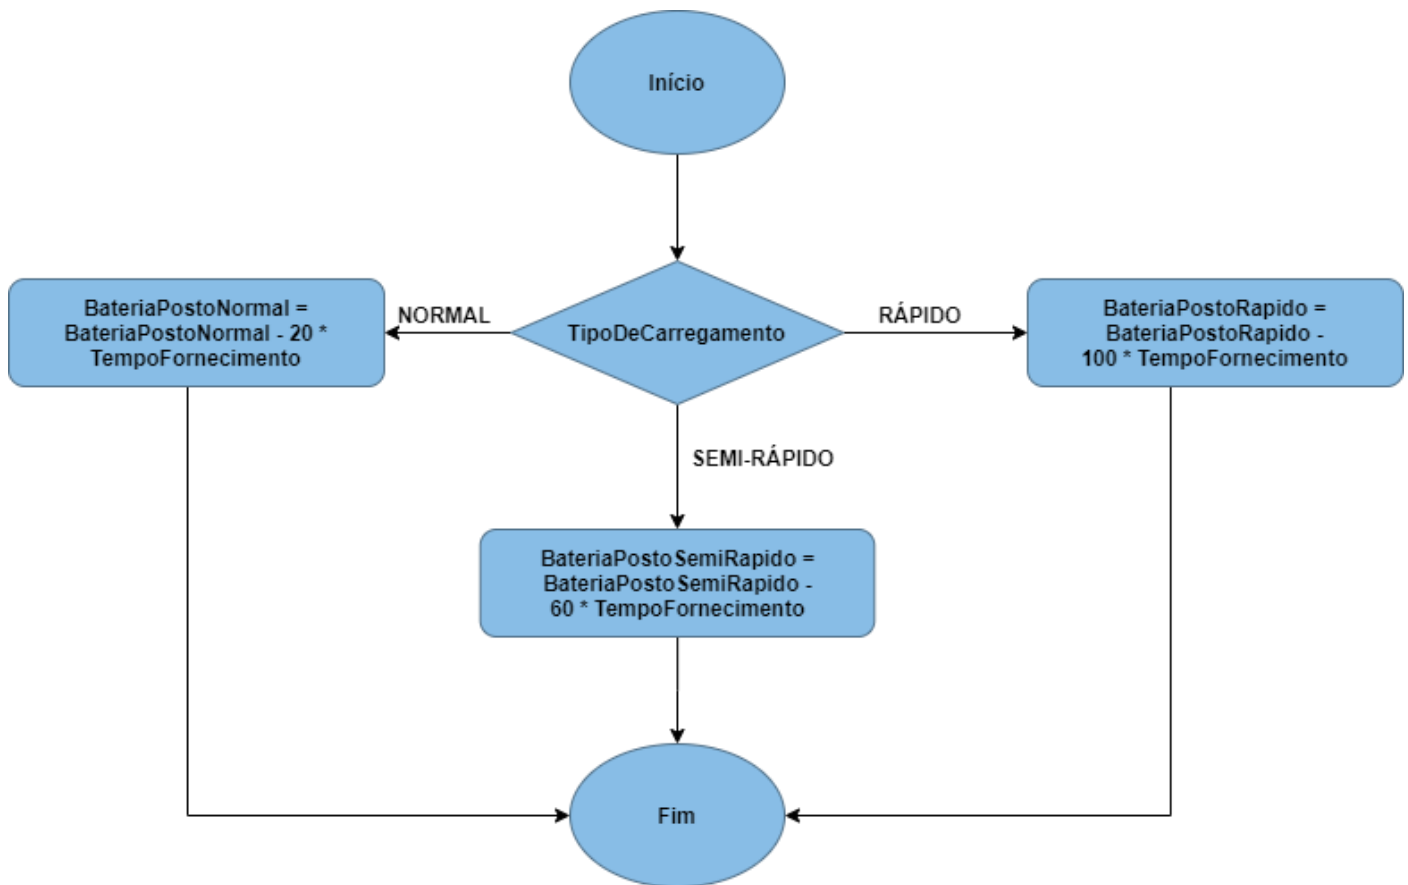 Início
NORMAL
TipoDeCarregamento
RÁPIDO
BateriaPostoNormal =
BateriaPostoNormal - 20 *
TempoFornecimento
BateriaPostoRapido =
BateriaPostoRapido -
100 * TempoFornecimento
SEMI-RÁPIDO
BateriaPostoSemiRapido =
BateriaPostoSemiRapido -
60 * TempoFornecimento
Fim